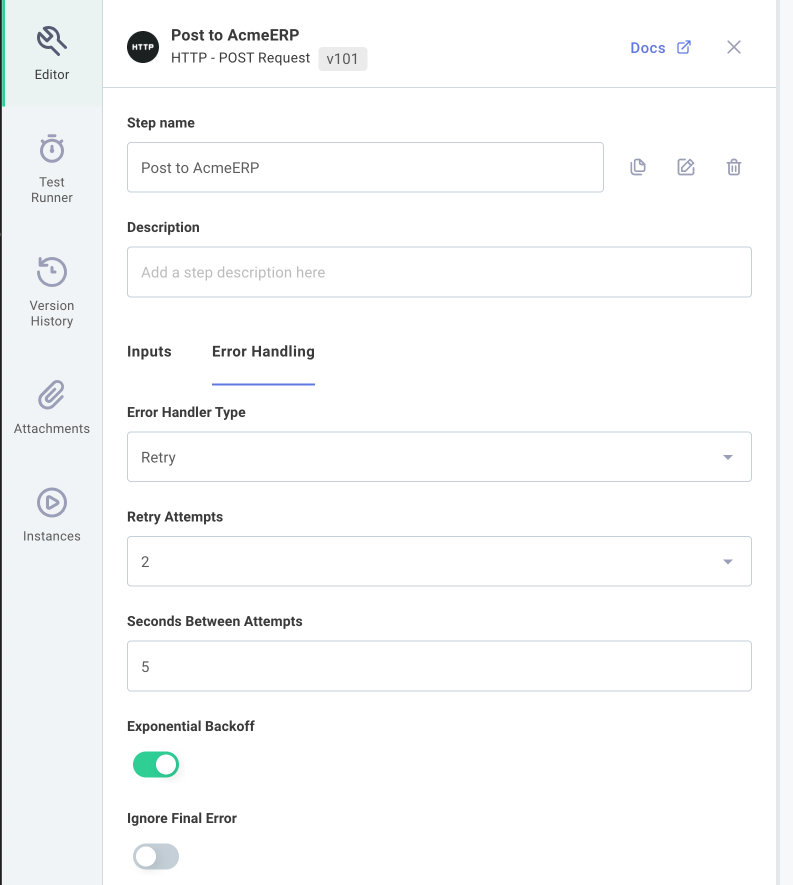 Editor
Test
Runner
Version
History
Attachments
Instances
HTTP
Post to AcmeERP
HTTP - POST Request v101
Docs
Step name
Post to AcmeERP
Description
Add a step description here
Inputs Error Handling
Error Handler Type
Retry
Retry Attempts
2
Seconds Between Attempts
5
Exponential Backoff
Ignore Final Error